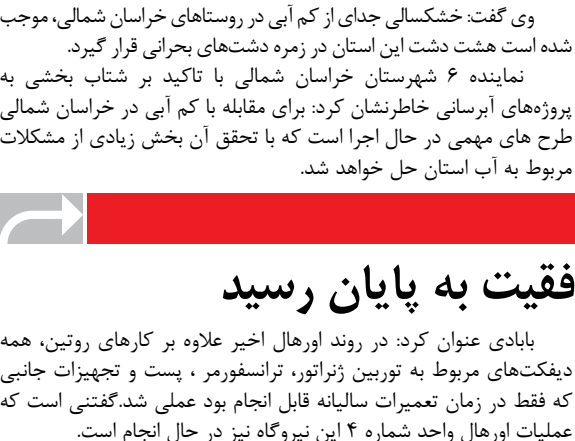 وی گفت: خشکسالی جدای از کم آبی در روستاهای خراسان شمالی، موجب
شده است هشت دشت این استان در زمره دشت‌های بحرانی قرار گیرد.
نماینده ۶ شهرستان خراسان شمالی با تاکید بر شتاب بخشی به
پروژه‌های آبرسانی خاطرنشان کرد: برای مقابله با کم آبی در خراسان شمالی
طرح های مهمی در حال اجرا است که با تحقق آن بخش زیادی از مشکلات
مربوط به آب استان حل خواهد شد.
فقیت به پایان رسید
بابادی عنوان کرد: در روند اورهال اخیر علاوه بر کارهای روتین، همه
دیفکت‌های مربوط به توربین ژنراتور، ترانسفورمر ، پست و تجهیزات جانبی
که فقط در زمان تعمیرات سالیانه قابل انجام بود عملی شد.گفتنی است که
عملیات اورهال واحد شماره ۴ این نیروگاه نیز در حال انجام است.